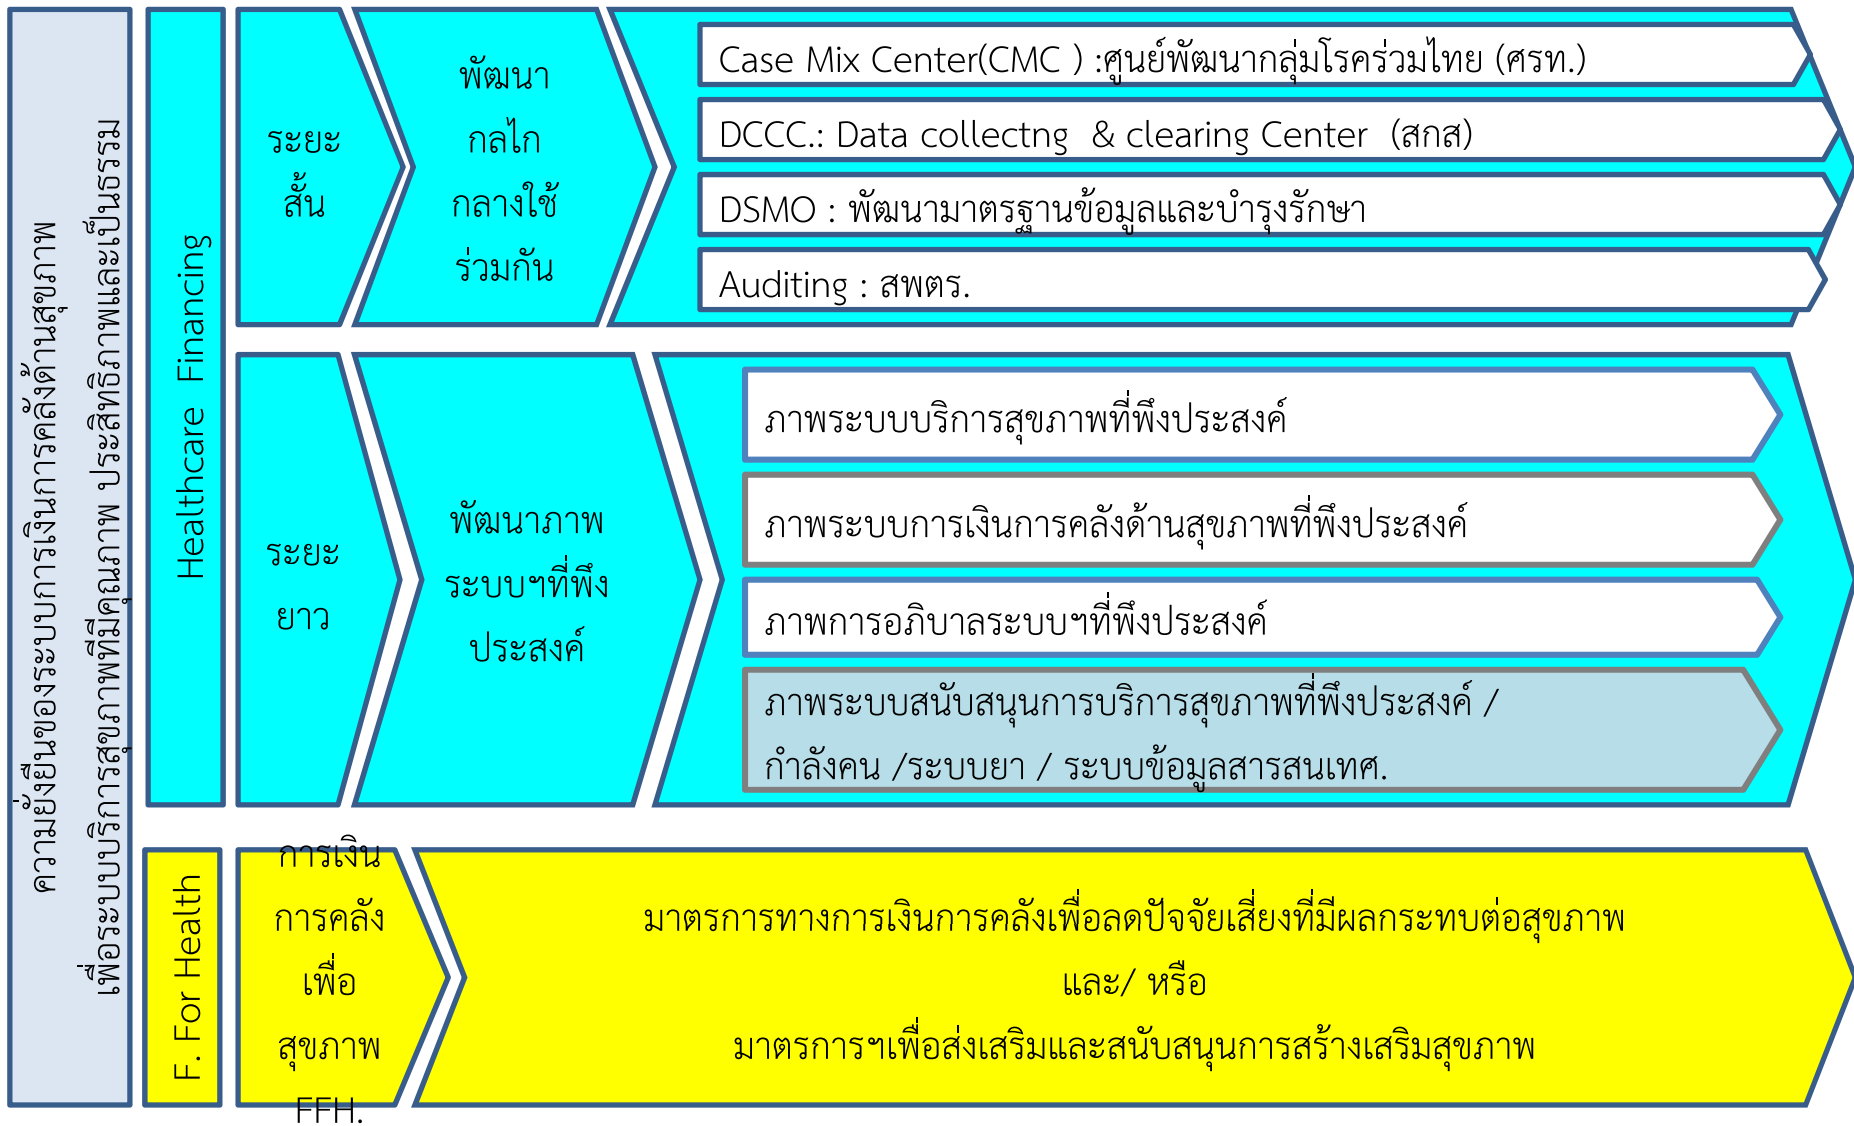 ความยั่งยืนของระบบการเงินการคลังด้านสุขภาพ
เพื่อระบบบริการสุขภาพที่มีคุณภาพ ประสิทธิภาพและเป็นธรรม
Healthcare Financing
ระยะ
สั้น
พัฒนา
กลไก
กลางใช้
ร่วมกัน
Case Mix Center(CMC ) :ศูนย์พัฒนากลุ่มโรคร่วมไทย (ศรท.)
DCCC.: Data collectng & clearing Center (สกส)
DSMO : พัฒนามาตรฐานข้อมูลและบำรุงรักษา
Auditing : สพตร.
ระยะ
ยาว
พัฒนาภาพ
ระบบฯที่พึง
ประสงค์
ภาพระบบบริการสุขภาพที่พึงประสงค์
ภาพระบบการเงินการคลังด้านสุขภาพที่พึงประสงค์
ภาพการอภิบาลระบบฯที่พึงประสงค์
ภาพระบบสนับสนุนการบริการสุขภาพที่พึงประสงค์ /
กำลังคน /ระบบยา / ระบบข้อมูลสารสนเทศ.
F. For Health
การเงิน
การคลัง
เพื่อ
สุขภาพ
FFH.
มาตรการทางการเงินการคลังเพื่อลดปัจจัยเสี่ยงที่มีผลกระทบต่อสุขภาพ
และ/ หรือ
มาตรการฯเพื่อส่งเสริมและสนับสนุนการสร้างเสริมสุขภาพ